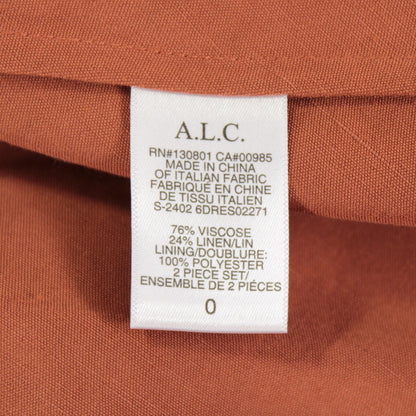 A.L.C.
RN#130801 CA#00985
MADE IN CHINA
OF ITALIAN FABRIC
FABRIQUÉ EN CHINE
DE TISSU ITALIEN
S-2402 6DRES02271
76% VISCOSE
24% LINEN/LIN
LINING/DOUBLURE:
100% POLYESTER
2 PIECE SET/
ENSEMBLE DE 2 PIÉCES
0